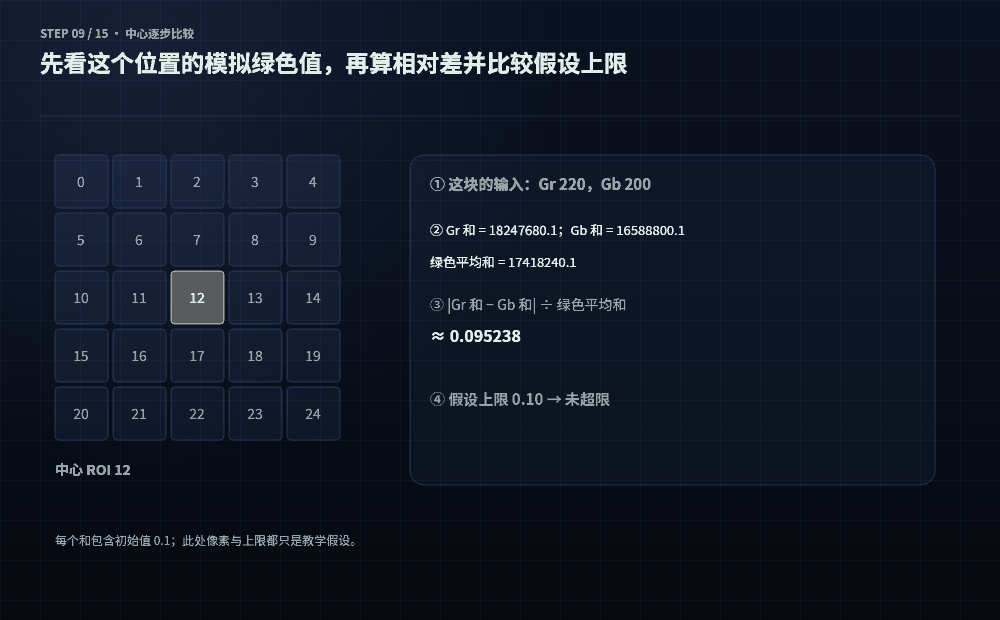 STEP 09 / 15 · 中心逐步比较
先看这个位置的模拟绿色值，再算相对差并比较假设上限
0 1 2 3 4
5 6 7 8 9
10 11 12 13 14
15 16 17 18 19
20 21 22 23 24
中心 ROI 12
① 这块的输入：Gr 220，Gb 200
② Gr 和 = 18247680.1；Gb 和 = 16588800.1
绿色平均和 = 17418240.1
③ |Gr 和 − Gb 和| ÷ 绿色平均和
≈ 0.095238
④ 假设上限 0.10 → 未超限
每个和包含初始值 0.1；此处像素与上限都只是教学假设。